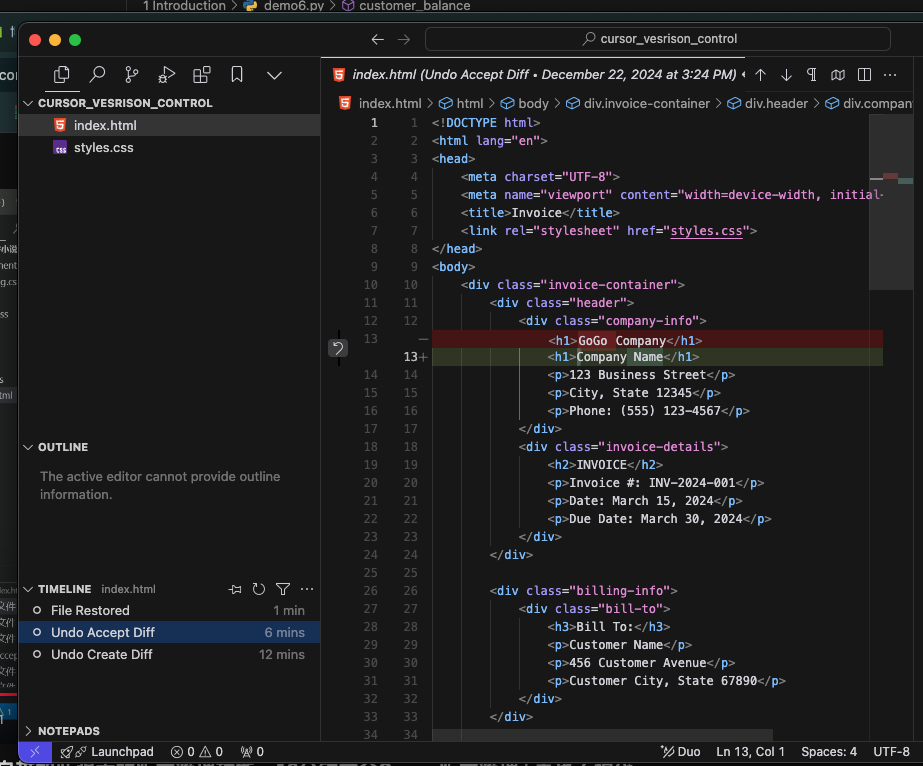 1 Introduction > demo6.py > customer_balance
cursor_vesrison_control
index.html (Undo Accept Diff • December 22, 2024 at 3:24 PM)
CURSOR_VESRISON_CONTROL
index.html > html > body > div.invoice-container > div.header > div.compan
index.html
styles.css
1 1 <!DOCTYPE html>
2 2 <html lang="en">
3 3 <head>
4 4 <meta charset="UTF-8">
5 5 <meta name="viewport" content="width=device-width, initial-
6 6 <title>Invoice</title>
7 7 <link rel="stylesheet" href="styles.css">
8 8 </head>
9 9 <body>
10 10 <div class="invoice-container">
11 11 <div class="header">
12 12 <div class="company-info">
13 — <h1>GoGo Company</h1>
13+ <h1>Company Name</h1>
14 14 <p>123 Business Street</p>
15 15 <p>City, State 12345</p>
16 16 <p>Phone: (555) 123-4567</p>
17 17 </div>
18 18 <div class="invoice-details">
19 19 <h2>INVOICE</h2>
20 20 <p>Invoice #: INV-2024-001</p>
21 21 <p>Date: March 15, 2024</p>
22 22 <p>Due Date: March 30, 2024</p>
23 23 </div>
24 24 </div>
25 25
26 26 <div class="billing-info">
27 27 <div class="bill-to">
28 28 <h3>Bill To:</h3>
29 29 <p>Customer Name</p>
30 30 <p>456 Customer Avenue</p>
31 31 <p>Customer City, State 67890</p>
32 32 </div>
33 33 </div>
34 34
OUTLINE
The active editor cannot provide outline
information.
TIMELINE index.html
File Restored 1 min
Undo Accept Diff 6 mins
Undo Create Diff 12 mins
NOTEPADS
Launchpad 0 0 0 Duo Ln 13, Col 1 Spaces: 4 UTF-8